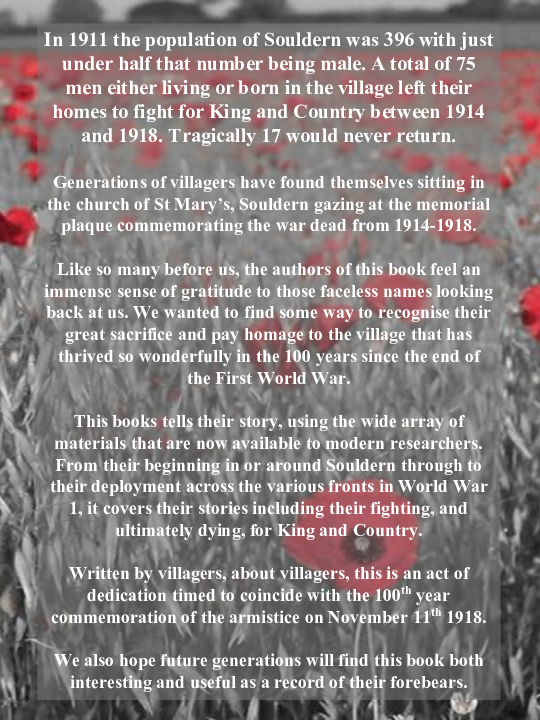 In 1911 the population of Souldern was 396 with just
under half that number being male. A total of 75
men either living or born in the village left their
homes to fight for King and Country between 1914
and 1918. Tragically 17 would never return.
Generations of villagers have found themselves sitting in
the church of St Mary's, Souldern gazing at the memorial
plaque commemorating the war dead from 1914-1918.
Like so many before us, the authors of this book feel an
immense sense of gratitude to those faceless names looking
back at us. We wanted to find some way to recognise their
great sacrifice and pay homage to the village that has
thrived so wonderfully in the 100 years since the end of
the First World War.
This books tells their story, using the wide array of
materials that are now available to modern researchers.
From their beginning in or around Souldern through to
their deployment across the various fronts in World War
1, it covers their stories including their fighting, and
ultimately dying, for King and Country.
Written by villagers, about villagers, this is an act of
dedication timed to coincide with the 100th year
commemoration of the armistice on November 11th 1918.
We also hope future generations will find this book both
interesting and useful as a record of their forebears.